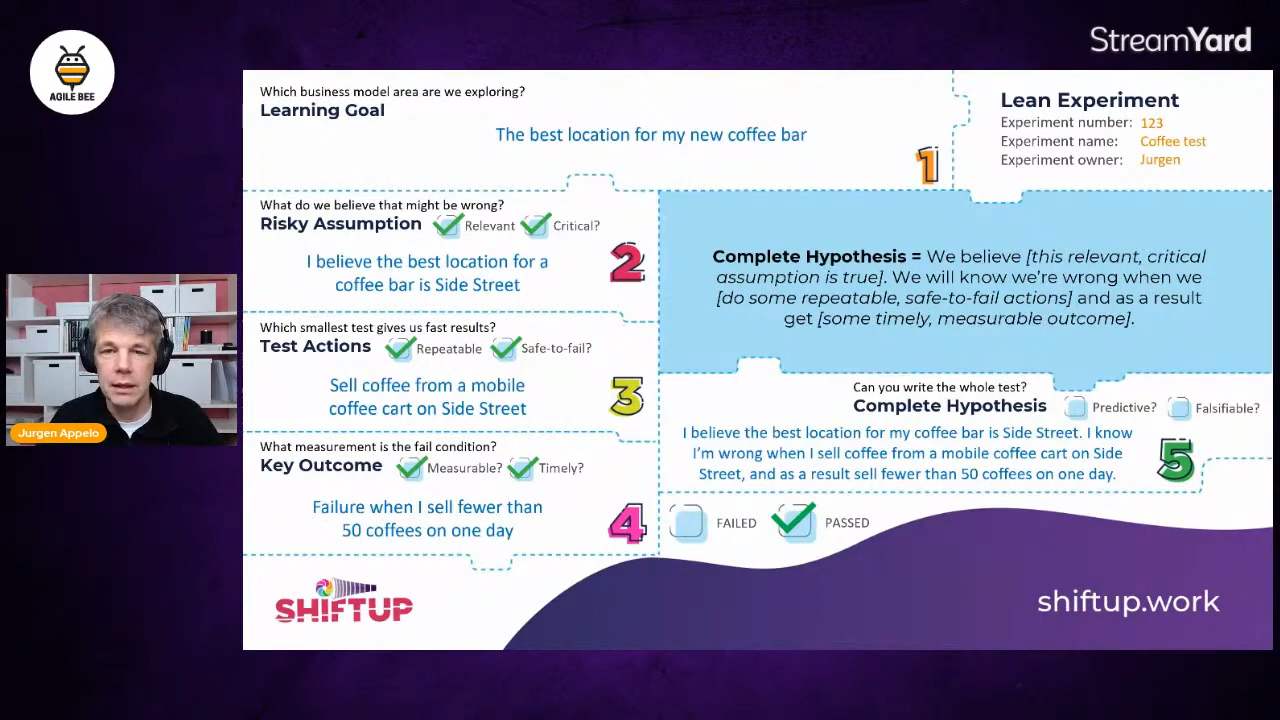 AGILE BEE
StreamYard
Which business model area are we exploring?
Learning Goal
The best location for my new coffee bar
1
Lean Experiment
Experiment number: 123
Experiment name: Coffee test
Experiment owner: Jurgen
What do we believe that might be wrong?
Risky Assumption Relevant Critical?
I believe the best location for a
coffee bar is Side Street
2
Complete Hypothesis = We believe [this relevant, critical
assumption is true]. We will know we're wrong when we
[do some repeatable, safe-to-fail actions] and as a result
get [some timely, measurable outcome].
Which smallest test gives us fast results?
Test Actions Repeatable Safe-to-fail?
Sell coffee from a mobile
coffee cart on Side Street
3
What measurement is the fail condition?
Key Outcome Measurable? Timely?
Failure when I sell fewer than
50 coffees on one day
4
Can you write the whole test?
Complete Hypothesis Predictive? Falsifiable?
I believe the best location for my coffee bar is Side Street. I know
I'm wrong when I sell coffee from a mobile coffee cart on Side
Street, and as a result sell fewer than 50 coffees on one day.
5
FAILED PASSED
Jurgen Appelo
SHIFTUP
shiftup.work